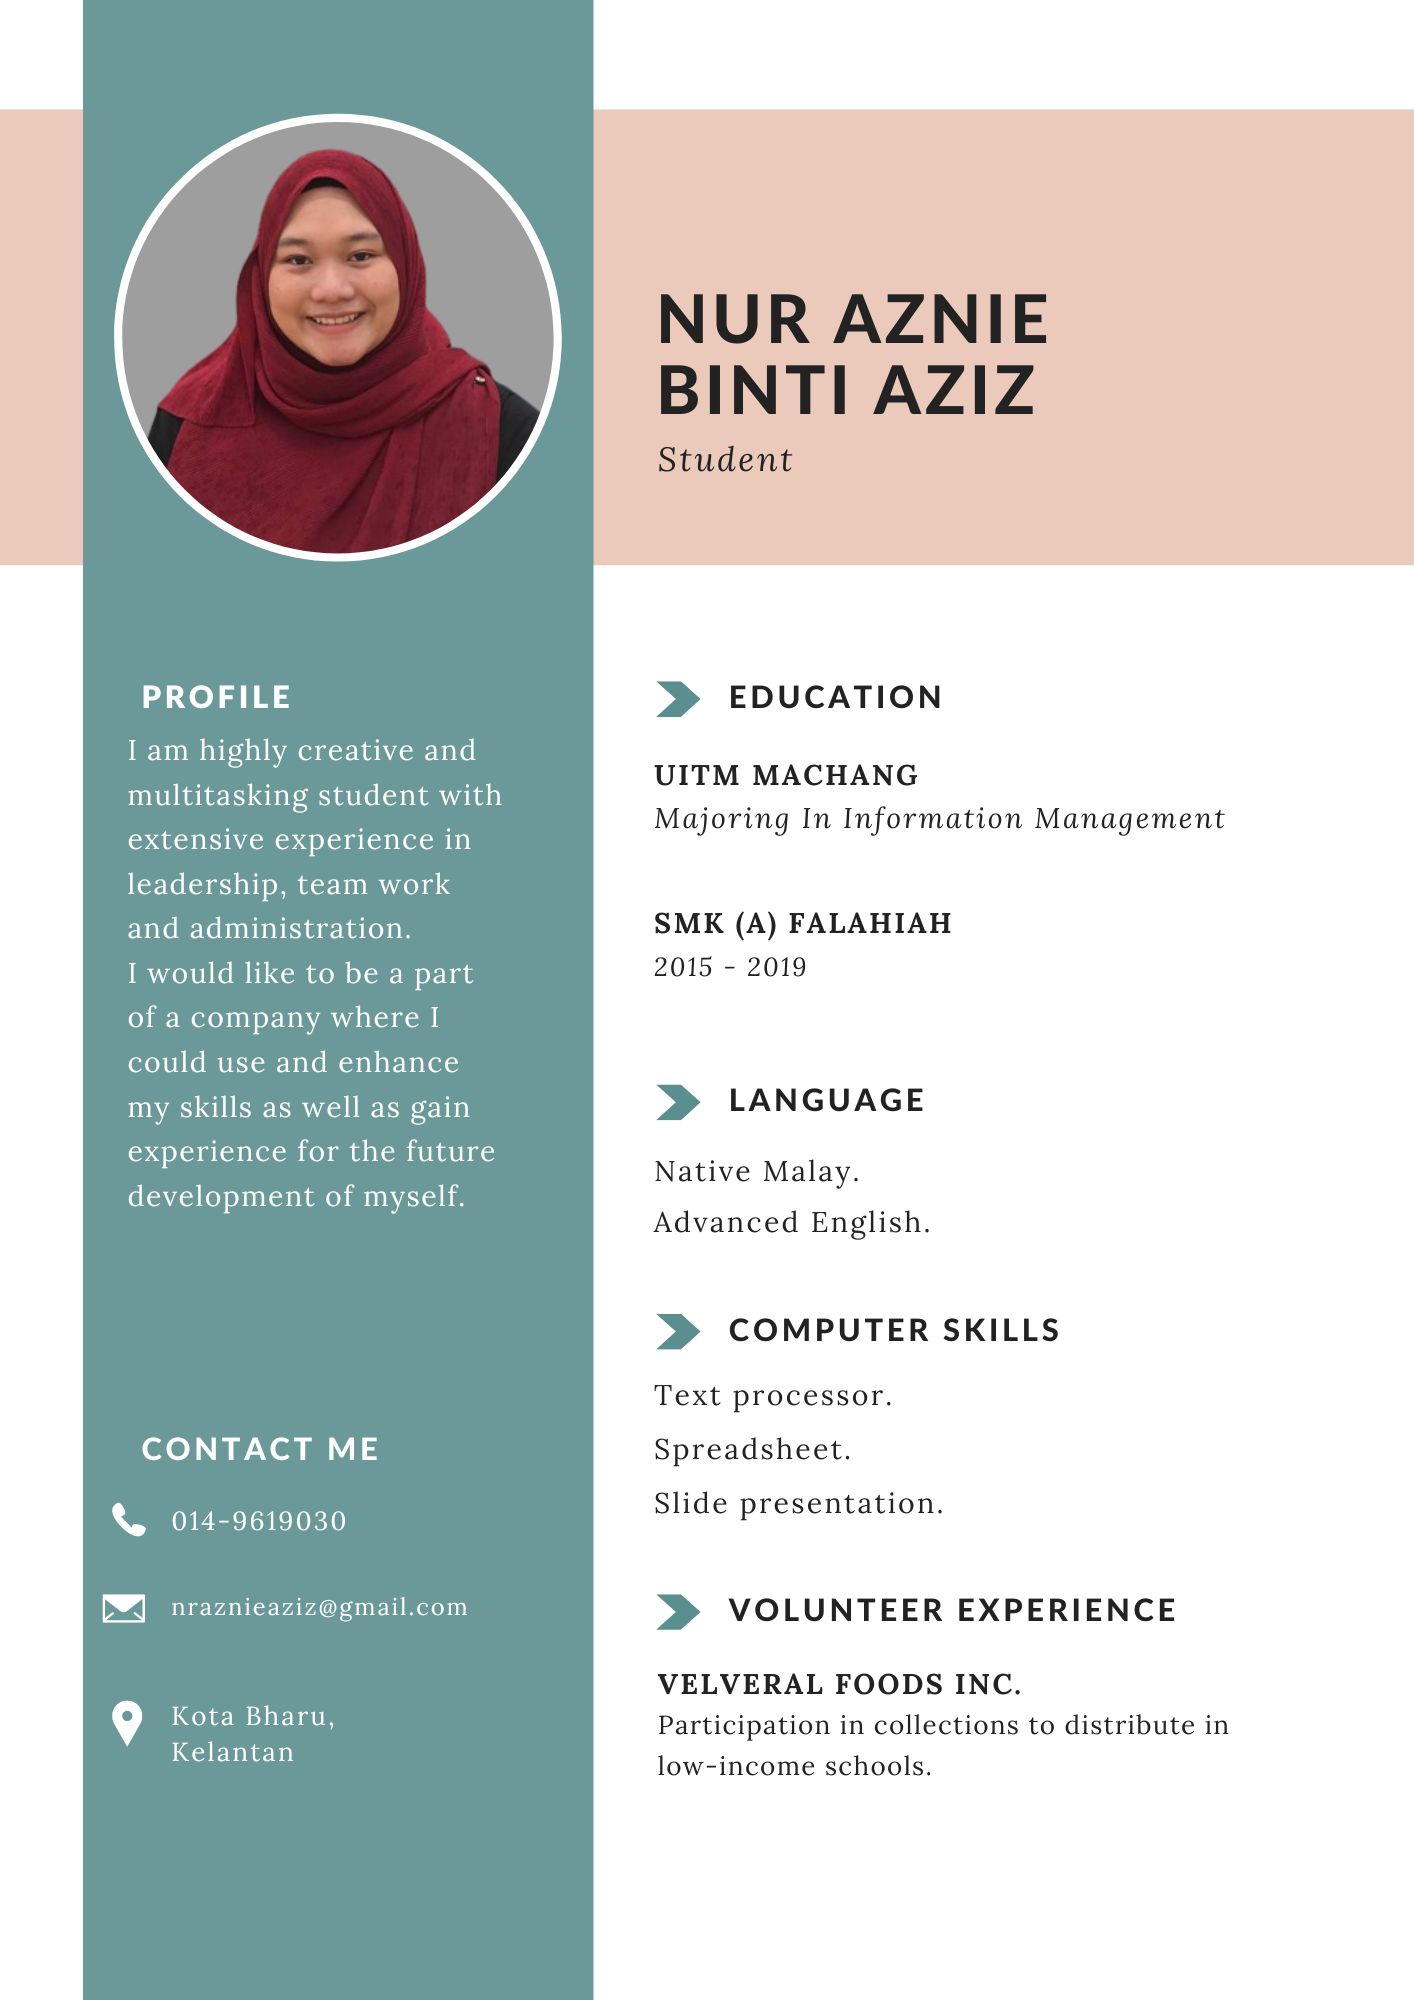 NUR AZNIE
BINTI AZIZ
Student
PROFILE
I am highly creative and
multitasking student with
extensive experience in
leadership, team work
and administration.
I would like to be a part
of a company where I
could use and enhance
my skills as well as gain
experience for the future
development of myself.
CONTACT ME
014-9619030
nraznieaziz@gmail.com
Kota Bharu,
Kelantan
EDUCATION
UITM MACHANG
Majoring In Information Management
SMK (A) FALAHIAH
2015 - 2019
LANGUAGE
Native Malay.
Advanced English.
COMPUTER SKILLS
Text processor.
Spreadsheet.
Slide presentation.
VOLUNTEER EXPERIENCE
VELVERAL FOODS INC.
Participation in collections to distribute in
low-income schools.